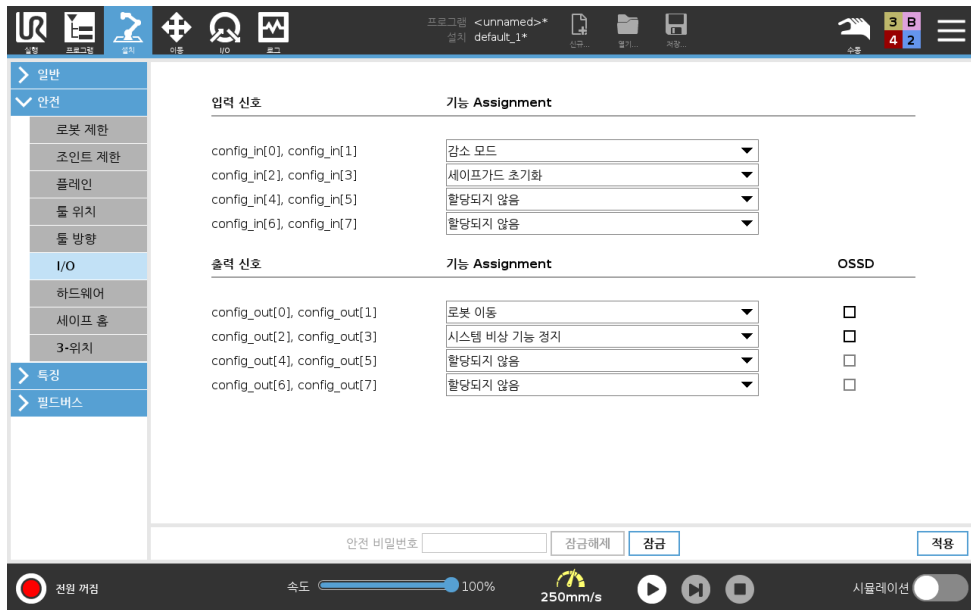 UR
실행
프로그램
설치
이동
I/O
로그
프로그램 <unnamed>*
설치 default_1*
신규...
열기...
저장...
수동
3 B
4 2
일반
안전
로봇 제한
조인트 제한
플레인
툴 위치
툴 방향
I/O
하드웨어
세이프 홈
3-위치
특징
필드버스
입력 신호 기능 Assignment
config_in[0], config_in[1] 감소 모드
config_in[2], config_in[3] 세이프가드 초기화
config_in[4], config_in[5] 할당되지 않음
config_in[6], config_in[7] 할당되지 않음
출력 신호 기능 Assignment OSSD
config_out[0], config_out[1] 로봇 이동
config_out[2], config_out[3] 시스템 비상 기능 정지
config_out[4], config_out[5] 할당되지 않음
config_out[6], config_out[7] 할당되지 않음
안전 비밀번호 잠금해제 잠금 적용
전원 꺼짐 속도 100% 250mm/s 시뮬레이션